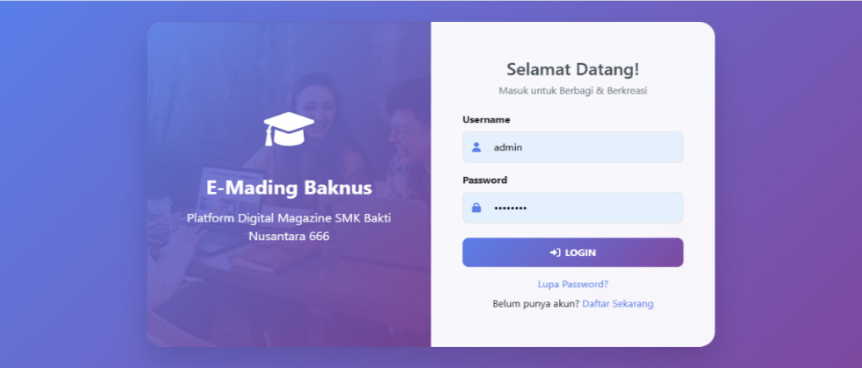 E-Mading Baknus
Platform Digital Magazine SMK Bakti
Nusantara 666
Selamat Datang!
Masuk untuk Berbagi & Berkreasi
Username
admin
Password
••••••••
LOGIN
Lupa Password?
Belum punya akun? Daftar Sekarang